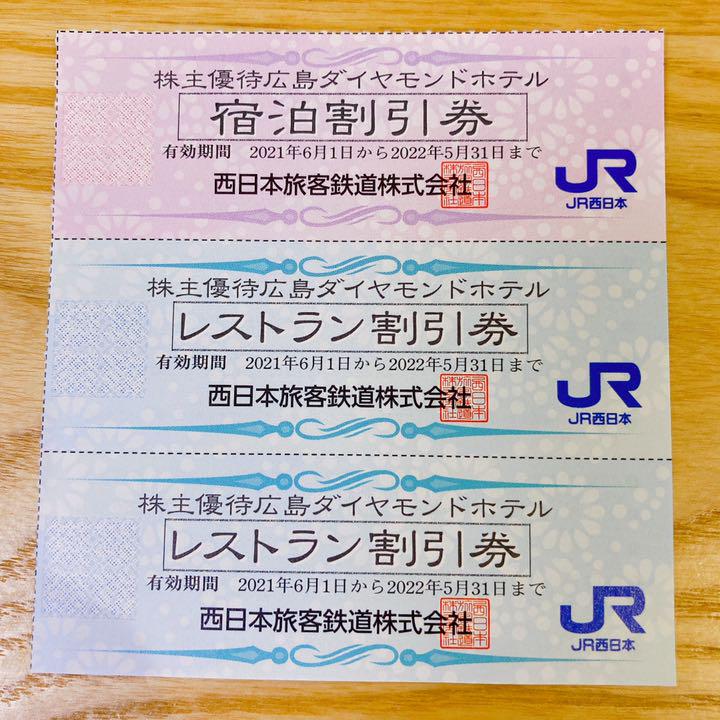 株主優待広島ダイヤモンドホテル
宿泊割引券
有効期間 2021年6月1日から2022年5月31日まで
西日本旅客鉄道株式会社
JR
JR西日本
株主優待広島ダイヤモンドホテル
レストラン割引券
有効期間 2021年6月1日から2022年5月31日まで
西日本旅客鉄道株式会社
JR
JR西日本
株主優待広島ダイヤモンドホテル
レストラン割引券
有効期間 2021年6月1日から2022年5月31日まで
西日本旅客鉄道株式会社
JR
JR西日本